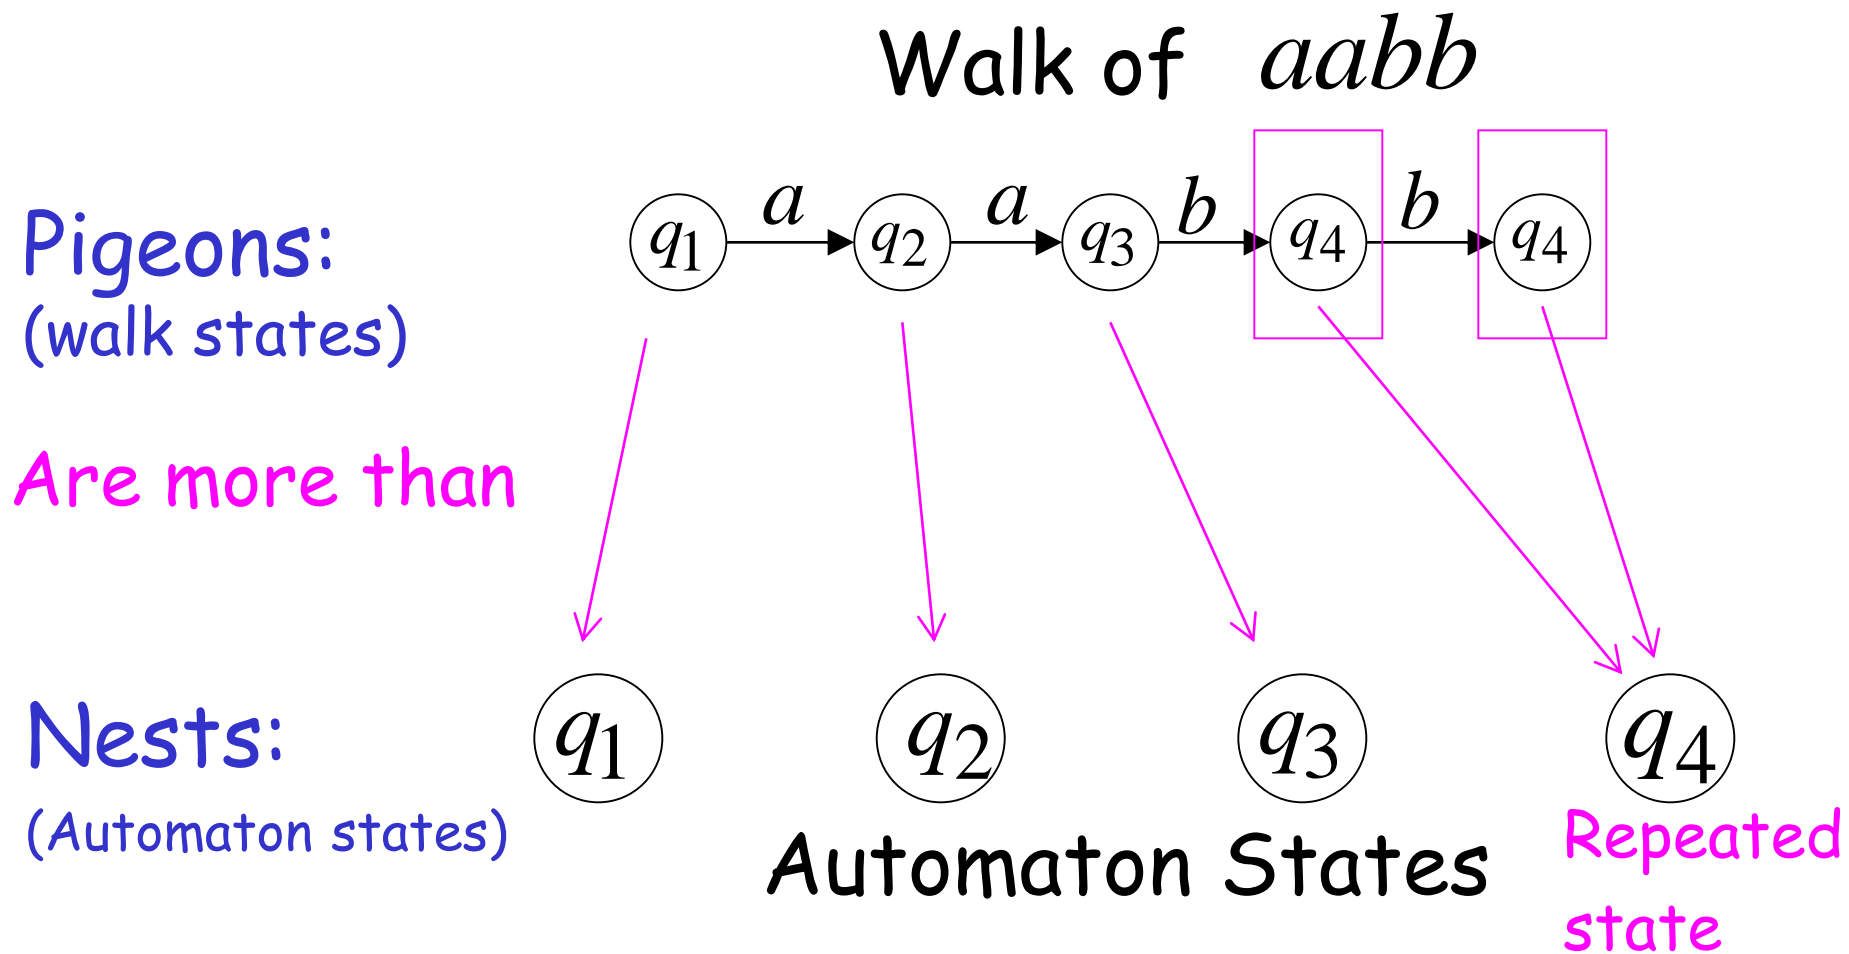 Walk of aabb
a a b b
Pigeons: q1 q2 q3 q4 q4
(walk states)
Are more than
Nests: q1 q2 q3 q4
(Automaton states)
Automaton States
Repeated
state